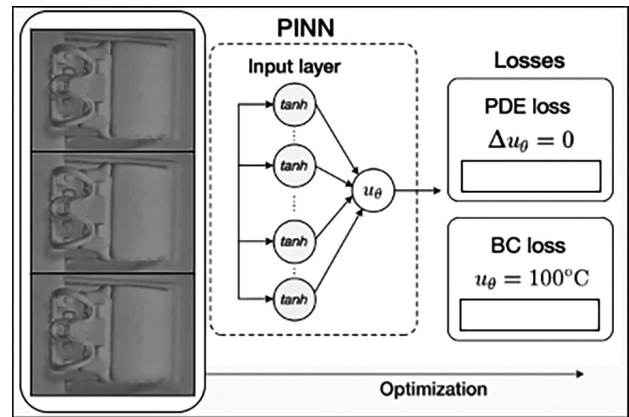 PINN
Input layer
tanh
tanh
tanh
tanh
u_θ
Losses
PDE loss
Δu_θ = 0
BC loss
u_θ = 100°C
Optimization